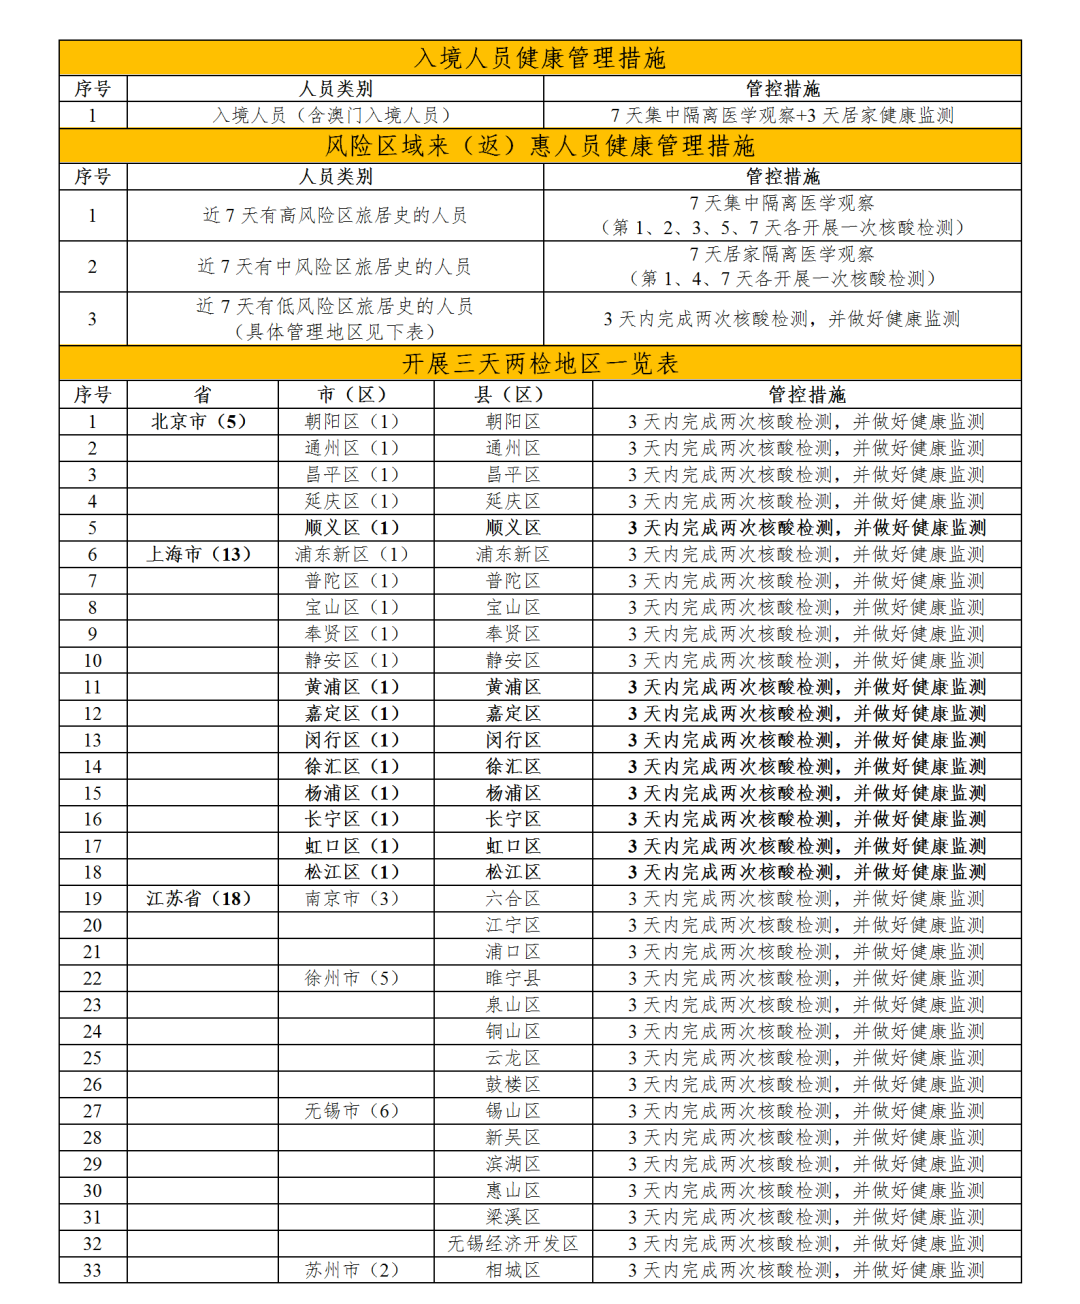 入境人员健康管理措施
序号 人员类别 管控措施
1 入境人员（含澳门入境人员） 7 天集中隔离医学观察+3 天居家健康监测
风险区域来（返）惠人员健康管理措施
序号 人员类别 管控措施
1 近 7 天有高风险区旅居史的人员 7 天集中隔离医学观察
（第 1、2、3、5、7 天各开展一次核酸检测）
2 近 7 天有中风险区旅居史的人员 7 天居家隔离医学观察
（第 1、4、7 天各开展一次核酸检测）
3 近 7 天有低风险区旅居史的人员
（具体管理地区见下表） 3 天内完成两次核酸检测，并做好健康监测
开展三天两检地区一览表
序号 省 市（区） 县（区） 管控措施
1 北京市（5） 朝阳区（1） 朝阳区 3 天内完成两次核酸检测，并做好健康监测
2 通州区（1） 通州区 3 天内完成两次核酸检测，并做好健康监测
3 昌平区（1） 昌平区 3 天内完成两次核酸检测，并做好健康监测
4 延庆区（1） 延庆区 3 天内完成两次核酸检测，并做好健康监测
5 顺义区（1） 顺义区 3 天内完成两次核酸检测，并做好健康监测
6 上海市（13） 浦东新区（1） 浦东新区 3 天内完成两次核酸检测，并做好健康监测
7 普陀区（1） 普陀区 3 天内完成两次核酸检测，并做好健康监测
8 宝山区（1） 宝山区 3 天内完成两次核酸检测，并做好健康监测
9 奉贤区（1） 奉贤区 3 天内完成两次核酸检测，并做好健康监测
10 静安区（1） 静安区 3 天内完成两次核酸检测，并做好健康监测
11 黄浦区（1） 黄浦区 3 天内完成两次核酸检测，并做好健康监测
12 嘉定区（1） 嘉定区 3 天内完成两次核酸检测，并做好健康监测
13 闵行区（1） 闵行区 3 天内完成两次核酸检测，并做好健康监测
14 徐汇区（1） 徐汇区 3 天内完成两次核酸检测，并做好健康监测
15 杨浦区（1） 杨浦区 3 天内完成两次核酸检测，并做好健康监测
16 长宁区（1） 长宁区 3 天内完成两次核酸检测，并做好健康监测
17 虹口区（1） 虹口区 3 天内完成两次核酸检测，并做好健康监测
18 松江区（1） 松江区 3 天内完成两次核酸检测，并做好健康监测
19 江苏省（18） 南京市（3） 六合区 3 天内完成两次核酸检测，并做好健康监测
20 江宁区 3 天内完成两次核酸检测，并做好健康监测
21 浦口区 3 天内完成两次核酸检测，并做好健康监测
22 徐州市（5） 睢宁县 3 天内完成两次核酸检测，并做好健康监测
23 泉山区 3 天内完成两次核酸检测，并做好健康监测
24 铜山区 3 天内完成两次核酸检测，并做好健康监测
25 云龙区 3 天内完成两次核酸检测，并做好健康监测
26 鼓楼区 3 天内完成两次核酸检测，并做好健康监测
27 无锡市（6） 锡山区 3 天内完成两次核酸检测，并做好健康监测
28 新吴区 3 天内完成两次核酸检测，并做好健康监测
29 滨湖区 3 天内完成两次核酸检测，并做好健康监测
30 惠山区 3 天内完成两次核酸检测，并做好健康监测
31 梁溪区 3 天内完成两次核酸检测，并做好健康监测
32 无锡经济开发区 3 天内完成两次核酸检测，并做好健康监测
33 苏州市（2） 相城区 3 天内完成两次核酸检测，并做好健康监测